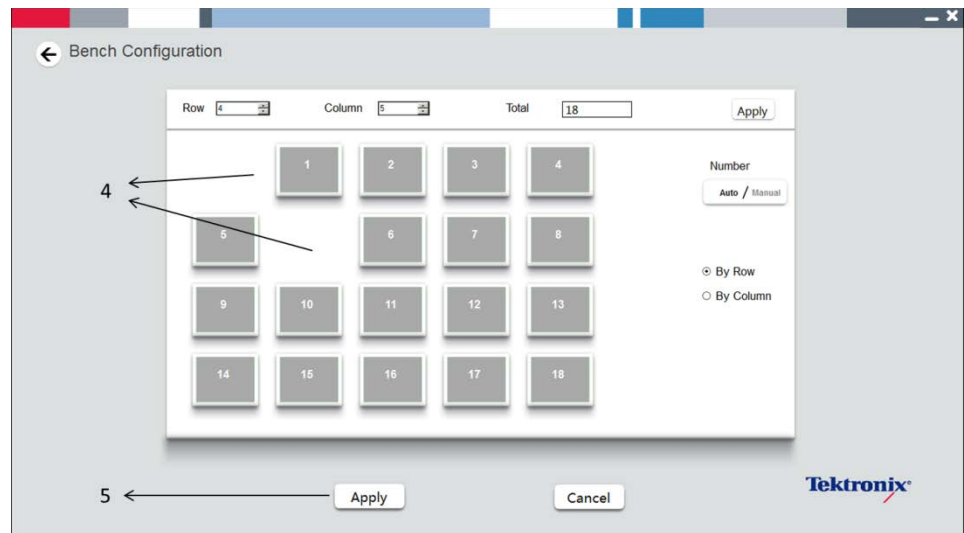 Bench Configuration
Row 4 Column 5 Total 18 Apply
1 2 3 4
Number
4
Auto / Manual
5 6 7 8
By Row
By Column
9 10 11 12 13
14 15 16 17 18
5 Apply Cancel
Tektronix